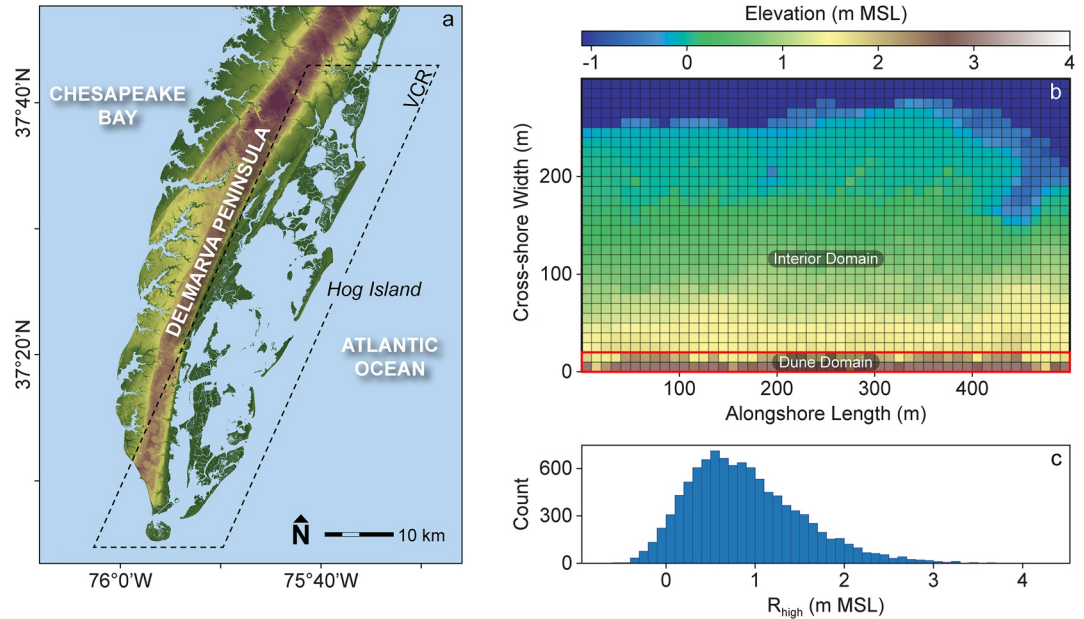 a
37°40'N
37°20'N
CHESAPEAKE
BAY
VCR
DELMARVA PENINSULA
Hog Island
ATLANTIC
OCEAN
N
10 km
76°0'W
75°40'W
Elevation (m MSL)
-1 0 1 2 3 4
b
Cross-shore Width (m)
200
100
0
Interior Domain
Dune Domain
100 200 300 400
Alongshore Length (m)
c
Count
600
300
0
0 1 2 3 4
Rhigh (m MSL)